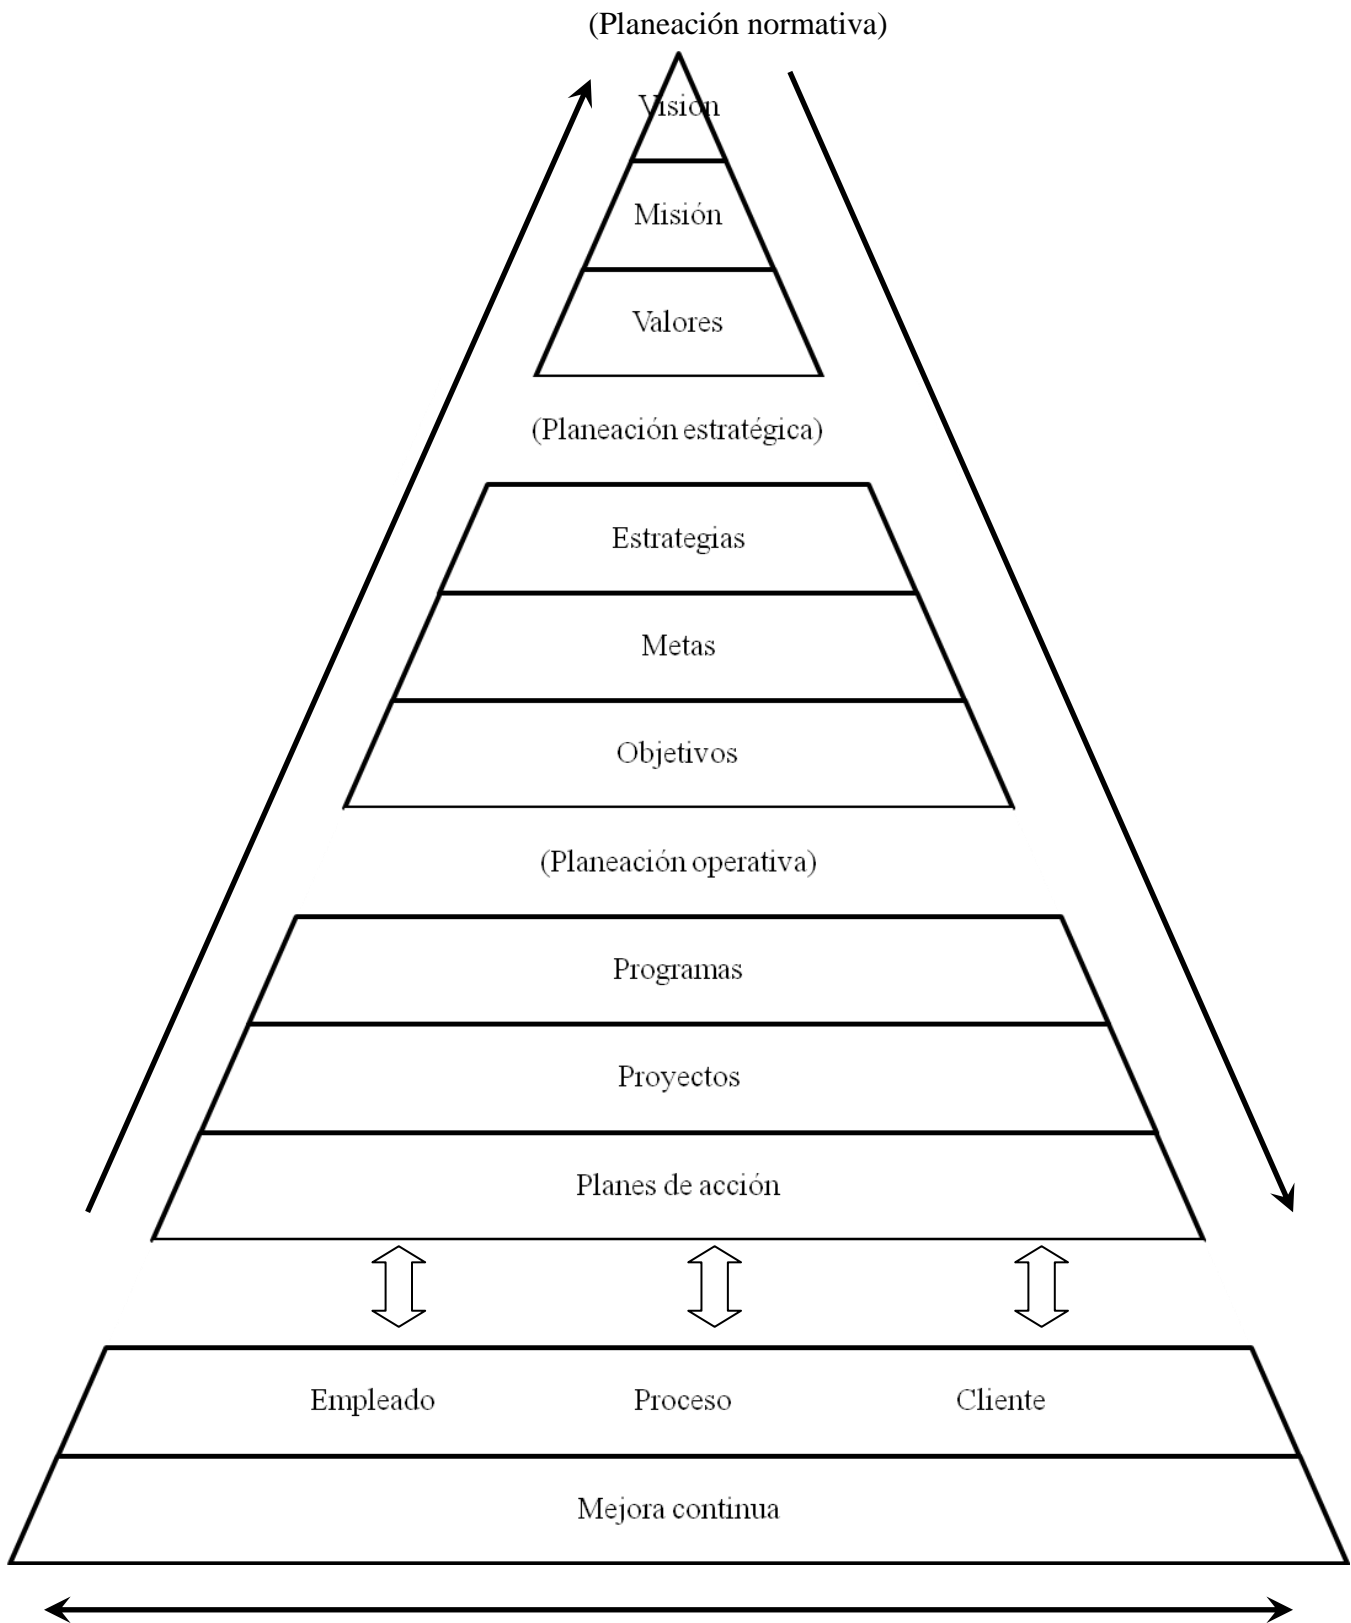 (Planeación normativa)
Visión
Misión
Valores
(Planeación estratégica)
Estrategias
Metas
Objetivos
(Planeación operativa)
Programas
Proyectos
Planes de acción
Empleado Proceso Cliente
Mejora continua